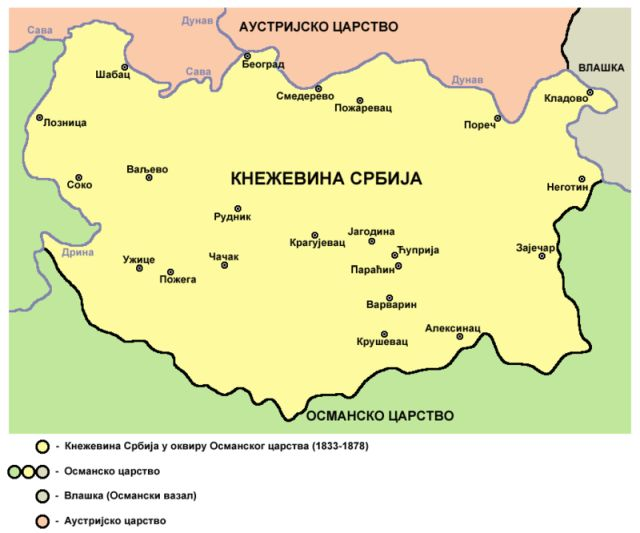 Сава
Дунав
АУСТРИЈСКО ЦАРСТВО
Београд
ВЛАШКА
Шабац
Сава
Дунав
Смедерево
Пожаревац
Кладово
Лозница
Пореч
Ваљево
Соко
КНЕЖЕВИНА СРБИЈА
Неготин
Рудник
Крагујевац
Јагодина
Дрина
Ужице
Чачак
Ћуприја
Зајечар
Пожега
Параћин
Варварин
Алексинац
Крушевац
ОСМАНСКО ЦАРСТВО
- Кнежевина Србија у оквиру Османског царства (1833-1878)
- Османско царство
- Влашка (Османски вазал)
- Аустријско царство